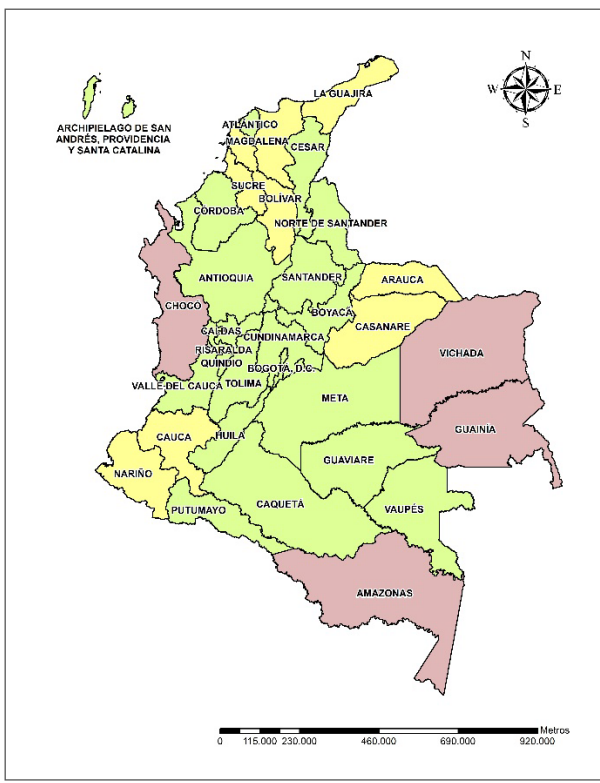 N
W E
S
ARCHIPIELAGO DE SAN
ANDRÉS, PROVIDENCIA
Y SANTA CATALINA
LA GUAJIRA
ATLÁNTICO
MAGDALENA
CESAR
SUCRE
BOLÍVAR
CÓRDOBA
NORTE DE SANTANDER
ANTIOQUIA
SANTANDER
ARAUCA
CHOCO
BOYACÁ
CASANARE
CALDAS
CUNDINAMARCA
RISARALDA
VICHADA
QUINDIO
BOGOTÁ, D.C.
VALLE DEL CAUCA
TOLIMA
META
GUAINÍA
CAUCA
HUILA
GUAVIARE
NARIÑO
CAQUETÁ
PUTUMAYO
VAUPÉS
AMAZONAS
Metros
0 115.000 230.000 460.000 690.000 920.000